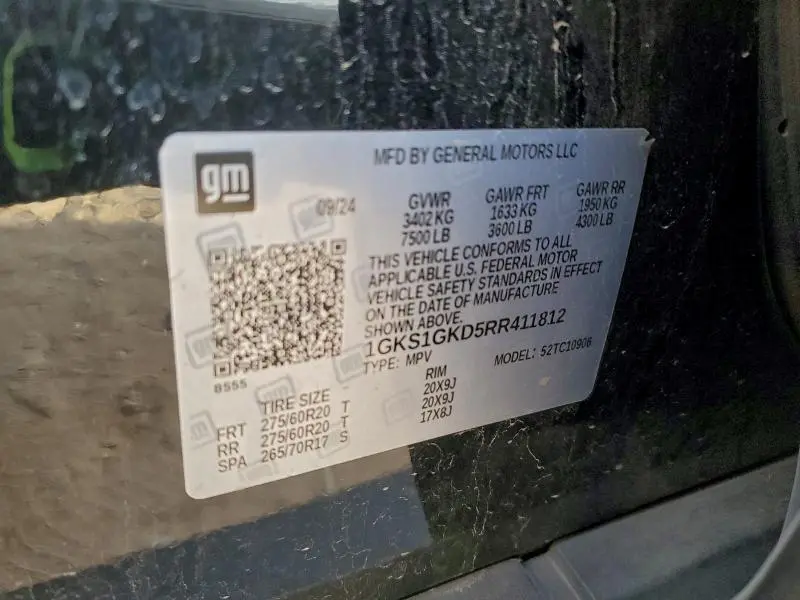 gm
MFD BY GENERAL MOTORS LLC
09/24
GVWR GAWR FRT GAWR RR
3402 KG 1633 KG 1950 KG
7500 LB 3600 LB 4300 LB
THIS VEHICLE CONFORMS TO ALL
APPLICABLE U.S. FEDERAL MOTOR
VEHICLE SAFETY STANDARDS IN EFFECT
ON THE DATE OF MANUFACTURE
SHOWN ABOVE.
1GKS1GKD5RR411812
TYPE: MPV MODEL: 52TC10906
8555
TIRE SIZE RIM
FRT 275/60R20 T 20X9J
RR 275/60R20 T 20X9J
SPA 265/70R17 S 17X8J